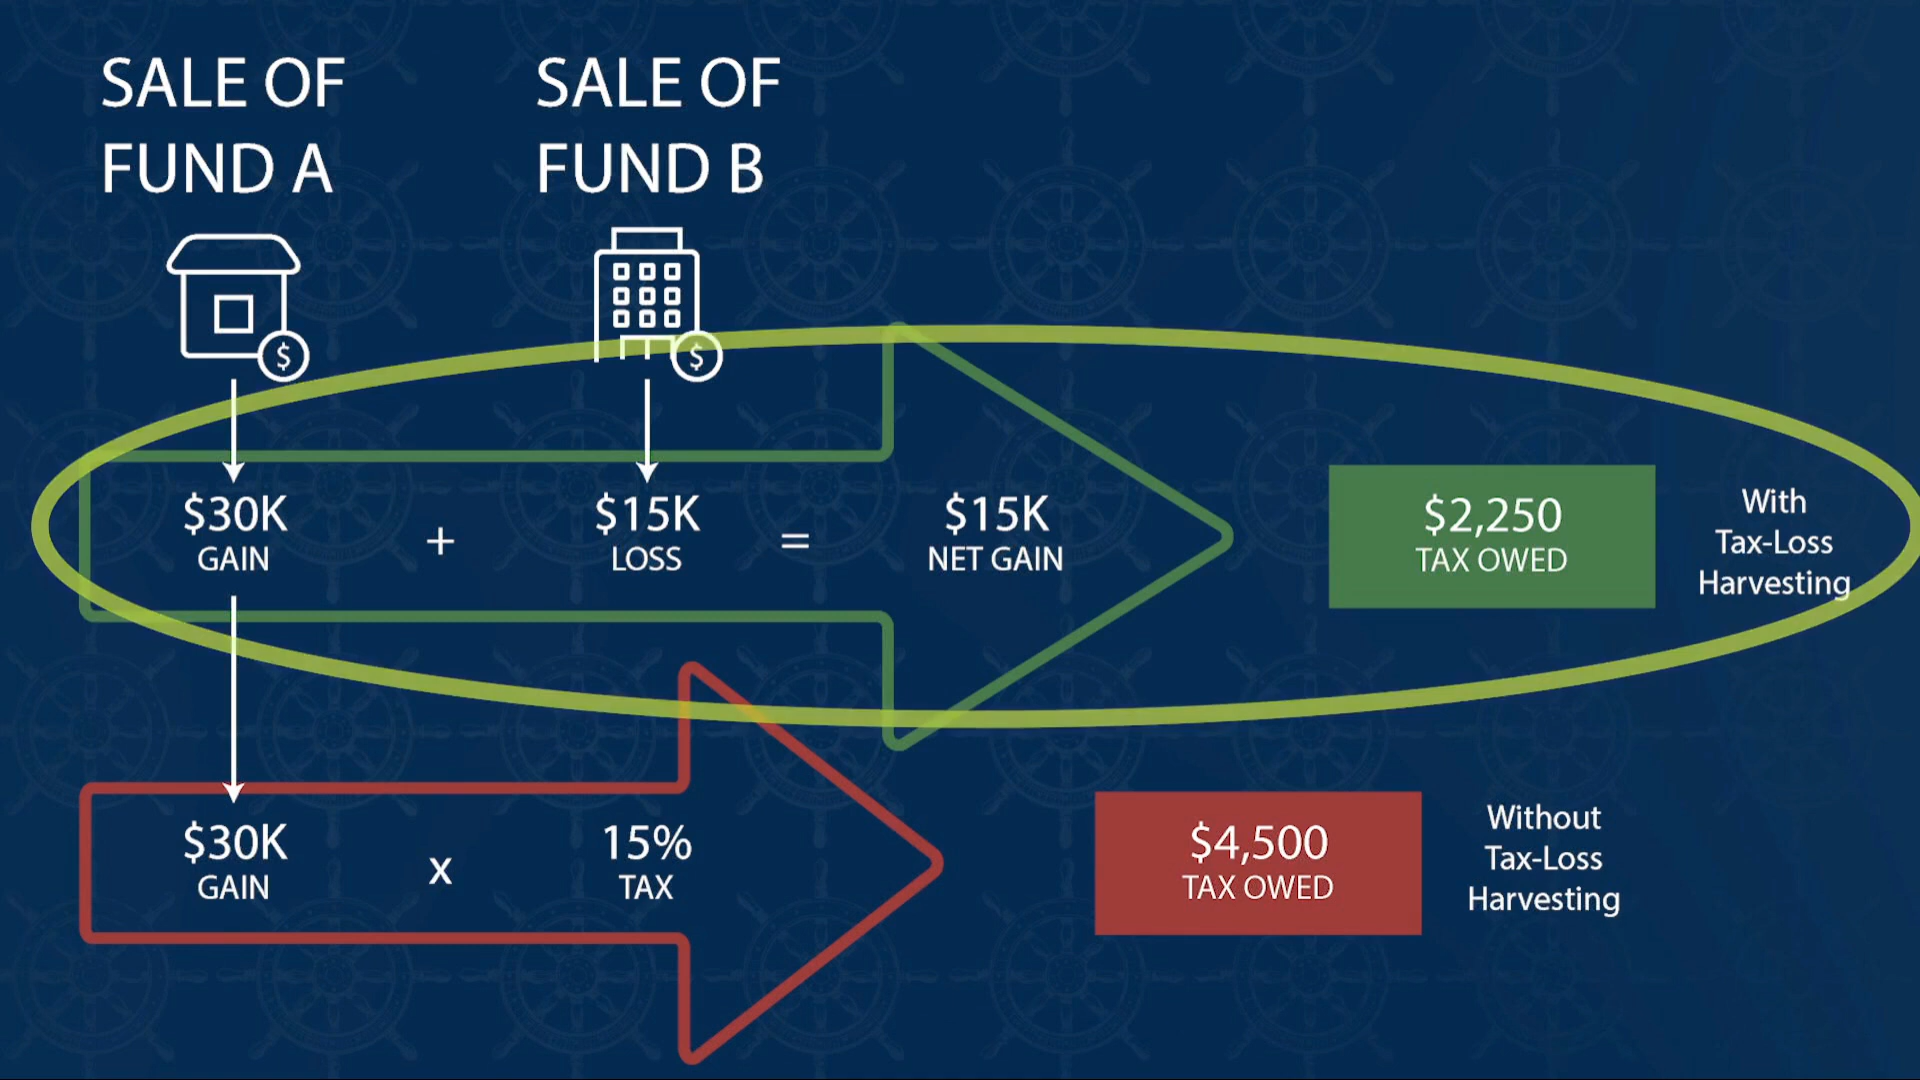 SALE OF
FUND A
SALE OF
FUND B
$
$
$30K
GAIN
+
$15K
LOSS
=
$15K
NET GAIN
$2,250
TAX OWED
With
Tax-Loss
Harvesting
$30K
GAIN
x
15%
TAX
$4,500
TAX OWED
Without
Tax-Loss
Harvesting